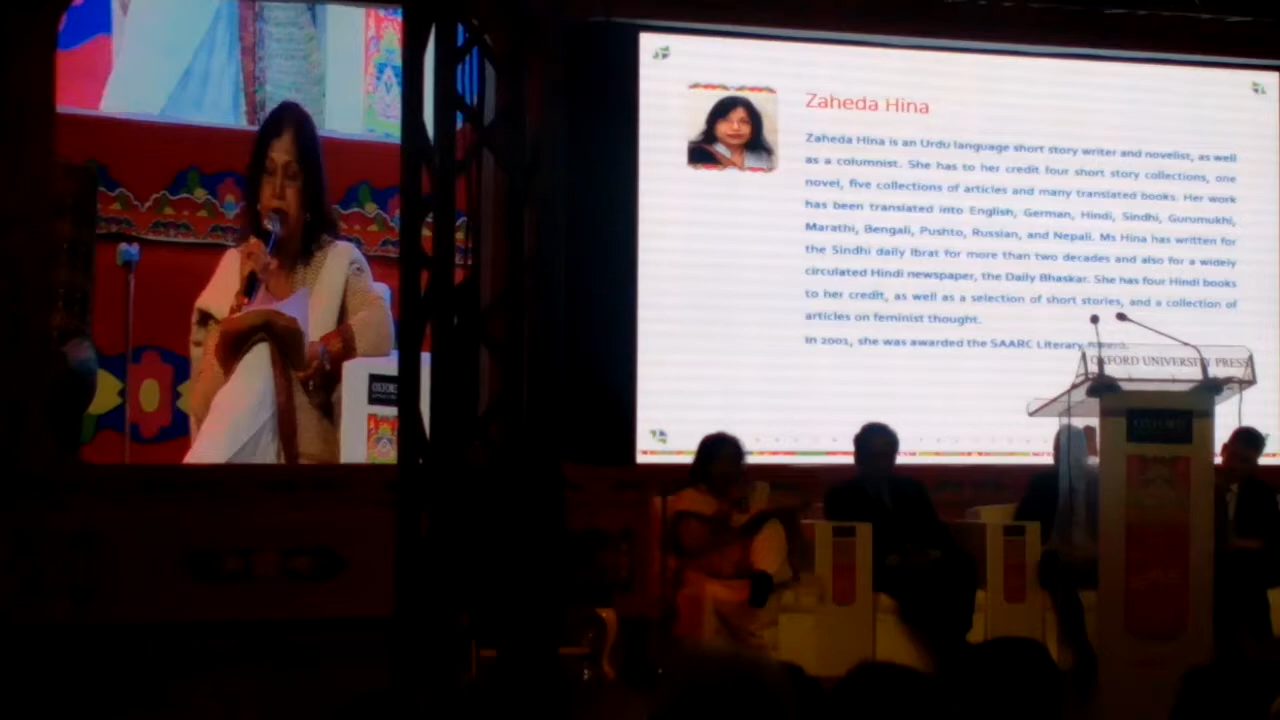 Zaheda Hina
Zaheda Hina is an Urdu language short story writer and novelist, as well
as a columnist. She has to her credit four short story collections, one
novel, five collections of articles and many translated books. Her work
has been translated into English, German, Hindi, Sindhi, Gurumukhi,
Marathi, Bengali, Pushto, Russian, and Nepali. Ms Hina has written for
the Sindhi daily Ibrat for more than two decades and also for a widely
circulated Hindi newspaper, the Daily Bhaskar. She has four Hindi books
to her credit, as well as a selection of short stories, and a collection of
articles on feminist thought.
In 2001, she was awarded the SAARC Literary Award.
OXFORD UNIVERSITY PRESS
OXFORD